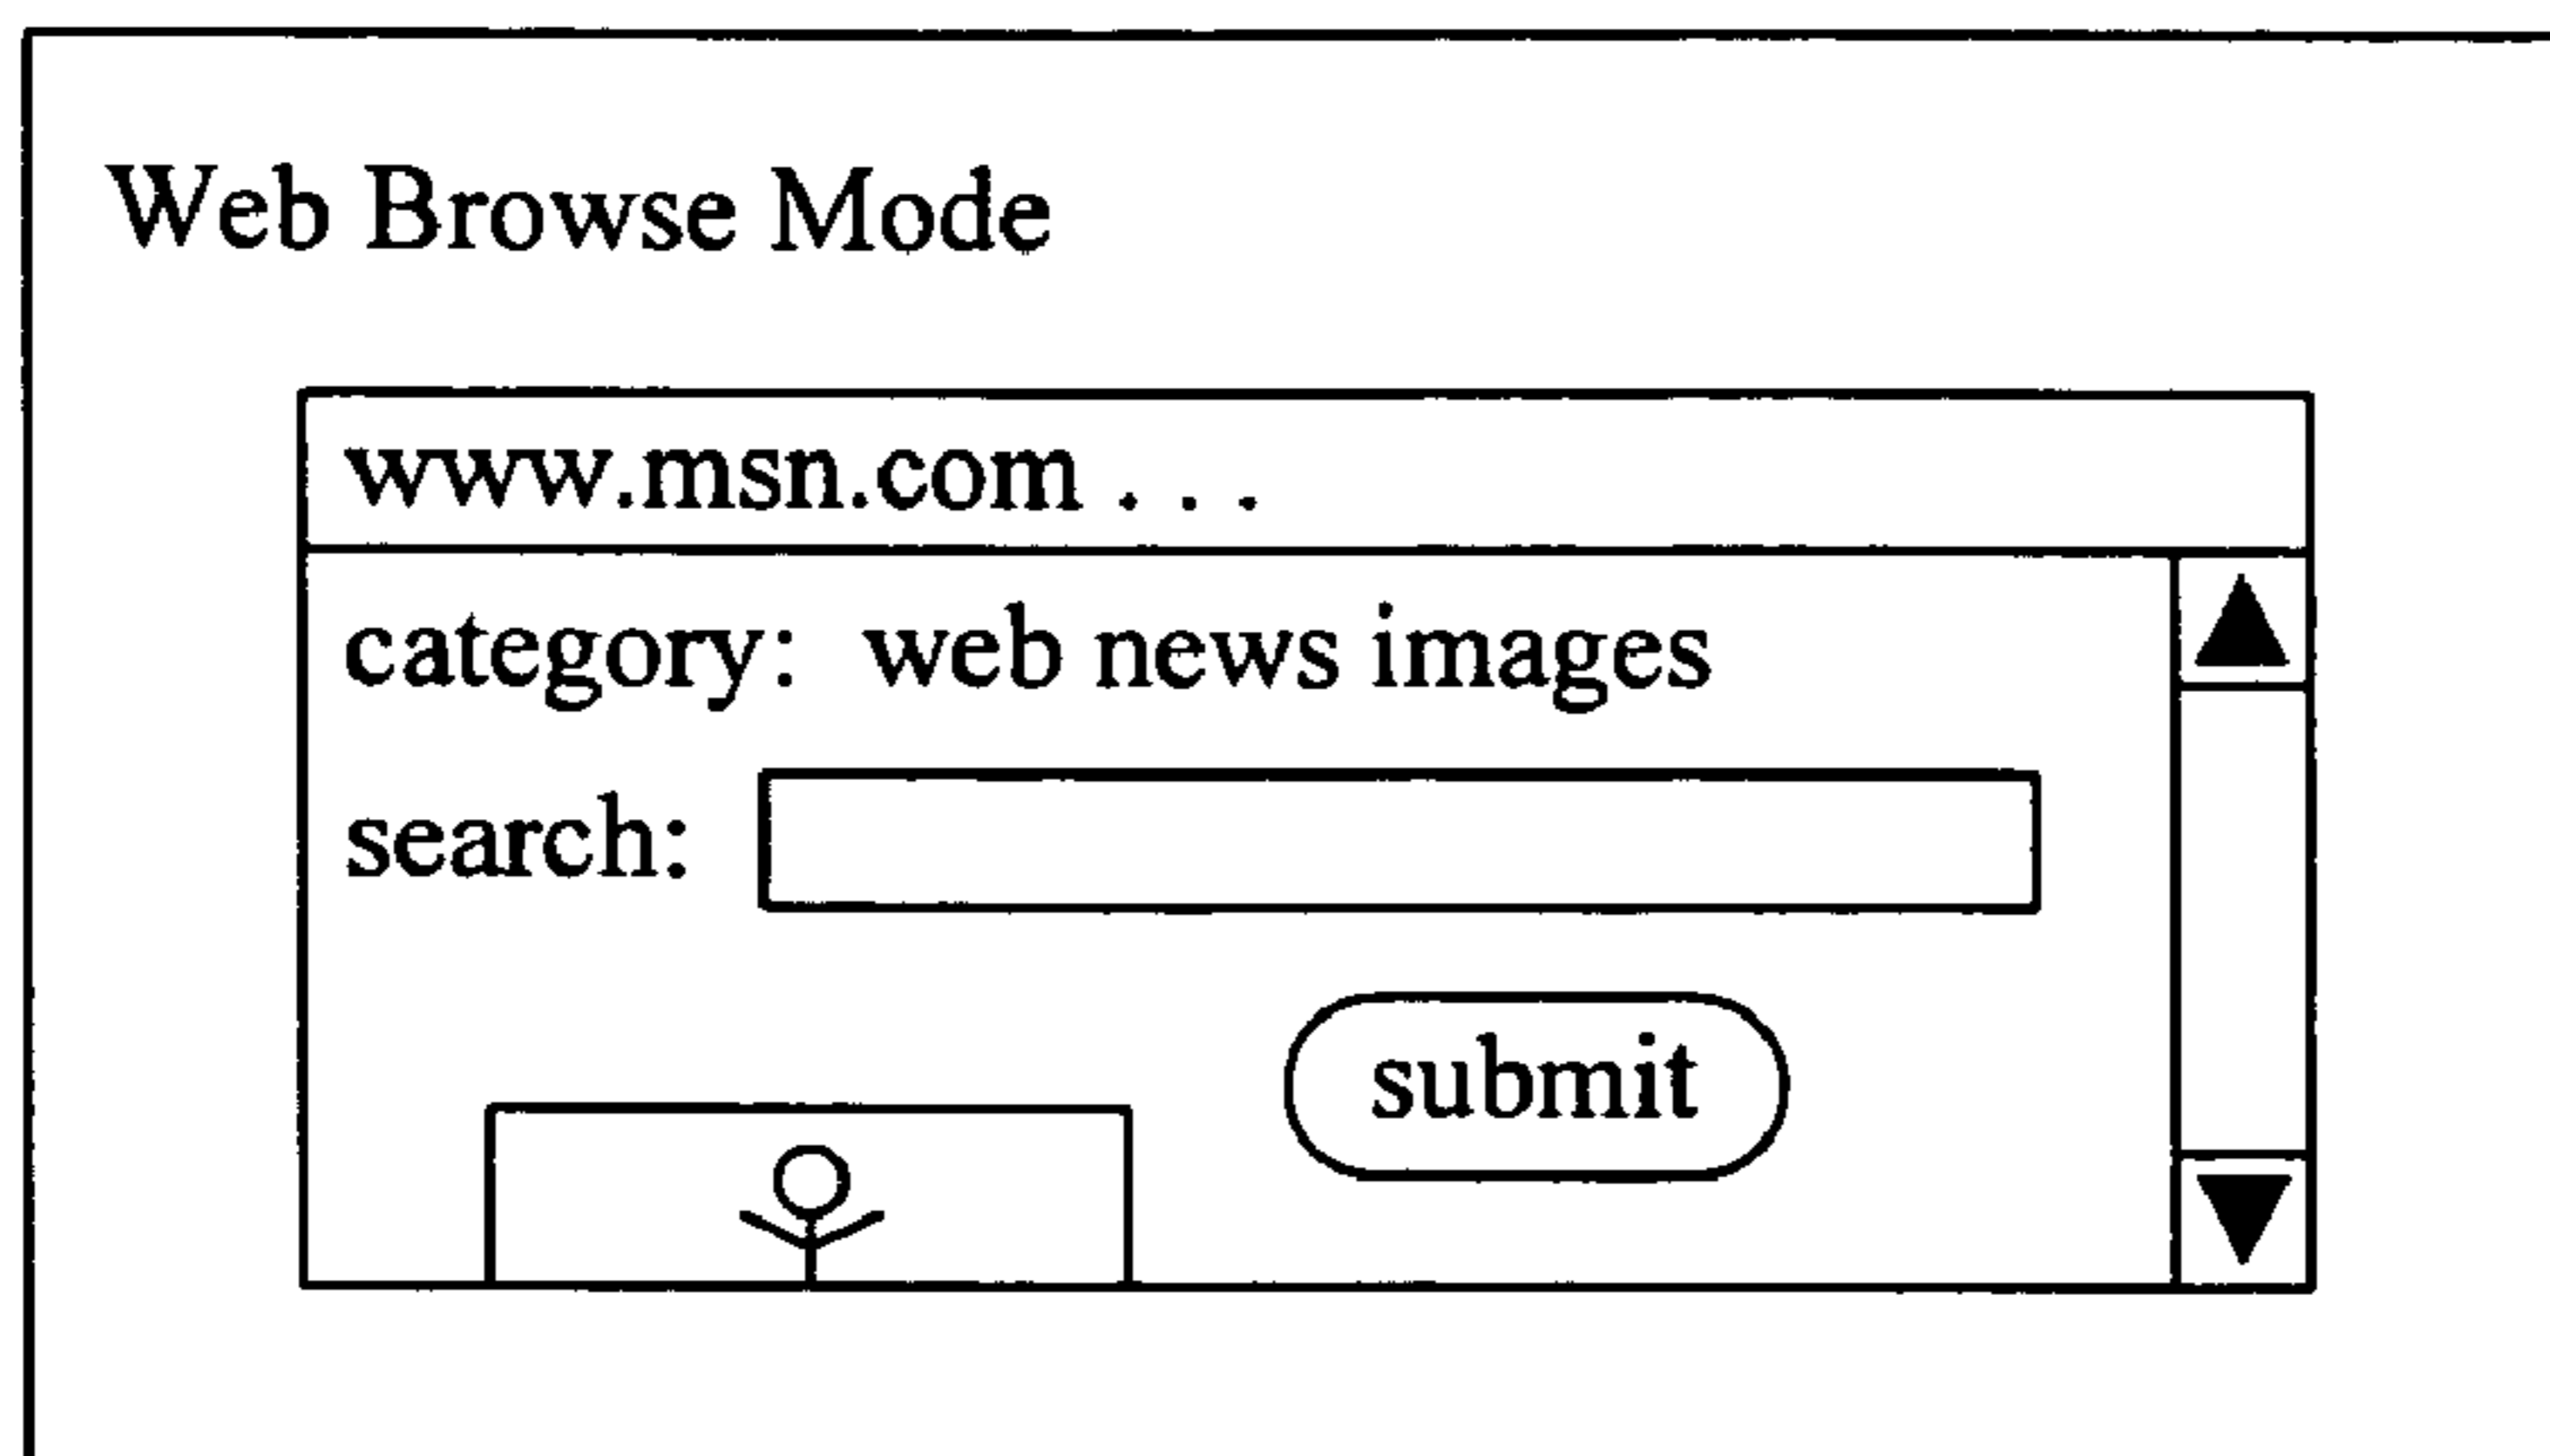 Web Browse Mode
www.msn.com . . .
category: web news images
search:
submit